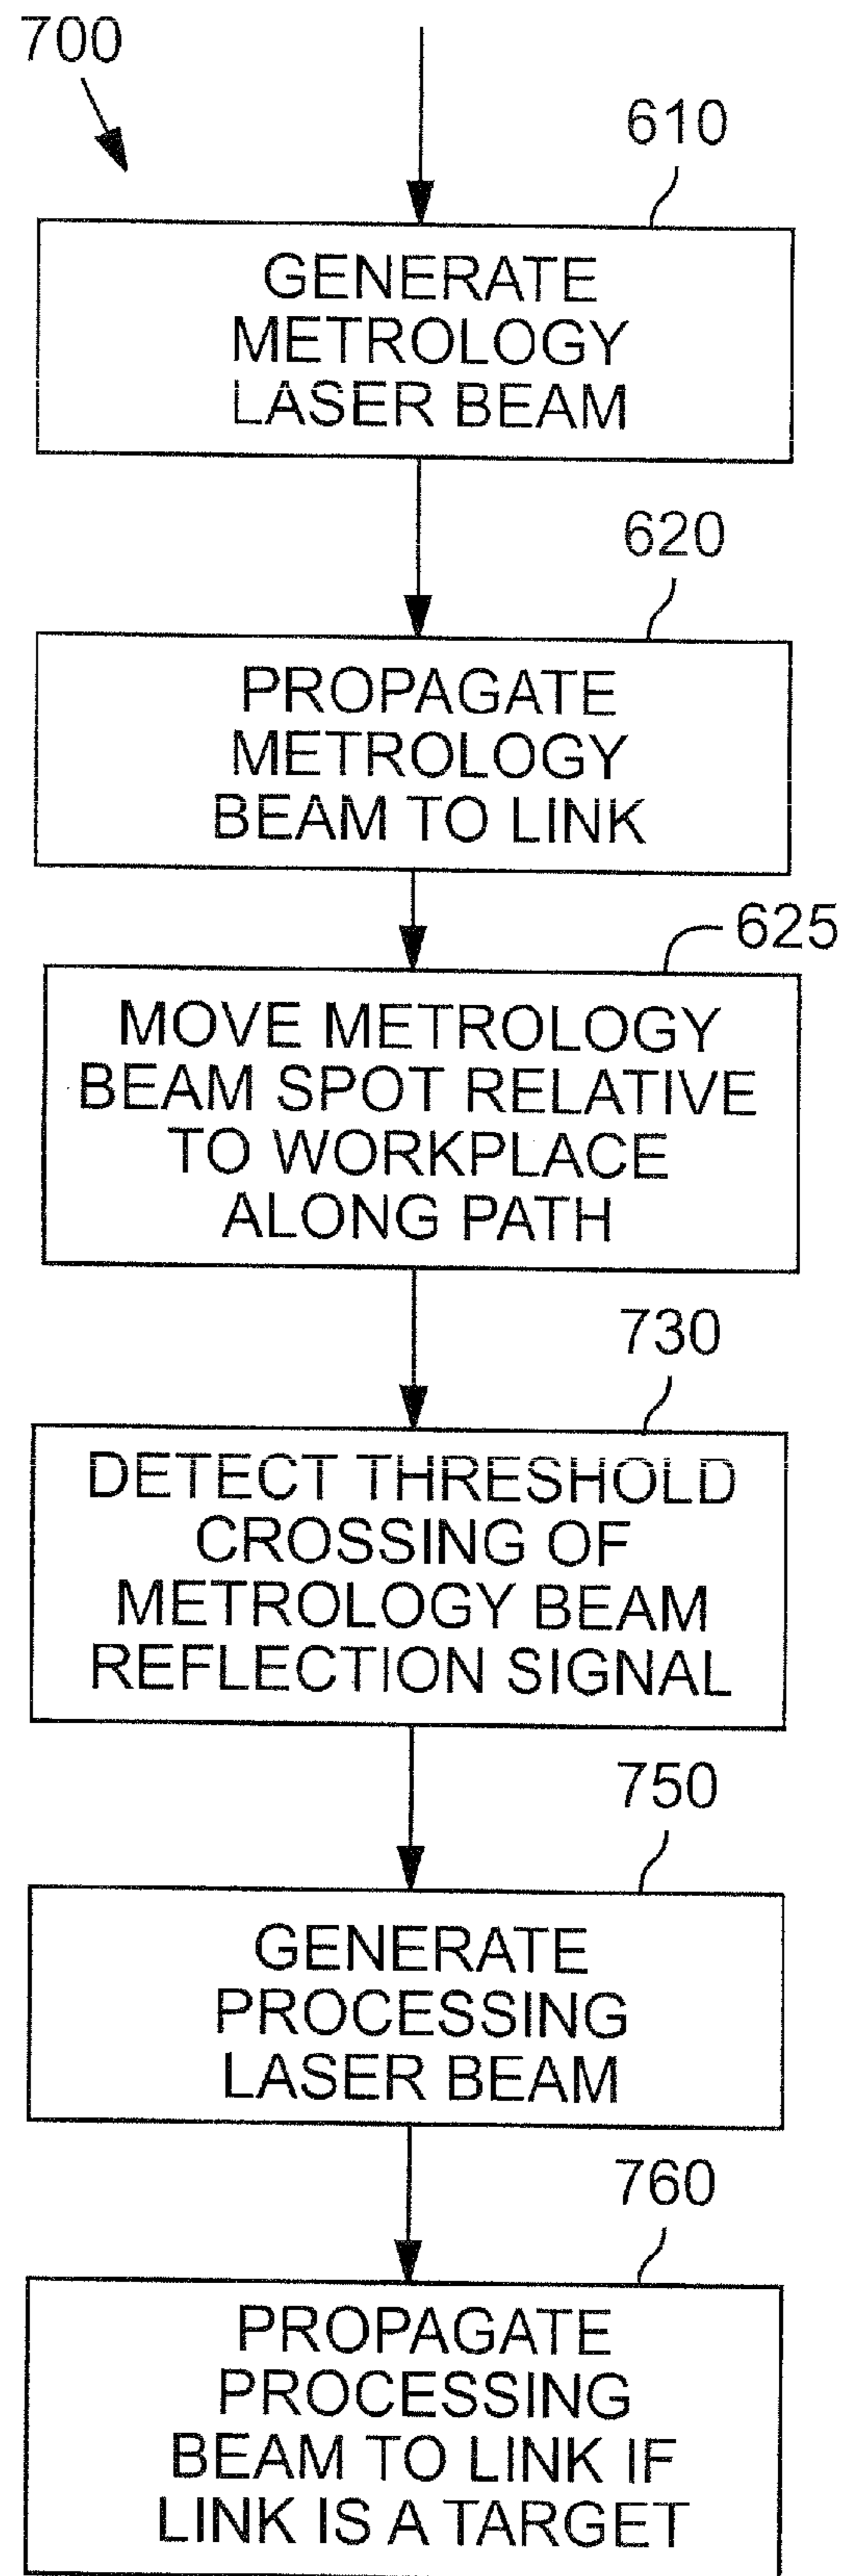 700
610
GENERATE
METROLOGY
LASER BEAM
620
PROPAGATE
METROLOGY
BEAM TO LINK
625
MOVE METROLOGY
BEAM SPOT RELATIVE
TO WORKPLACE
ALONG PATH
730
DETECT THRESHOLD
CROSSING OF
METROLOGY BEAM
REFLECTION SIGNAL
750
GENERATE
PROCESSING
LASER BEAM
760
PROPAGATE
PROCESSING
BEAM TO LINK IF
LINK IS A TARGET